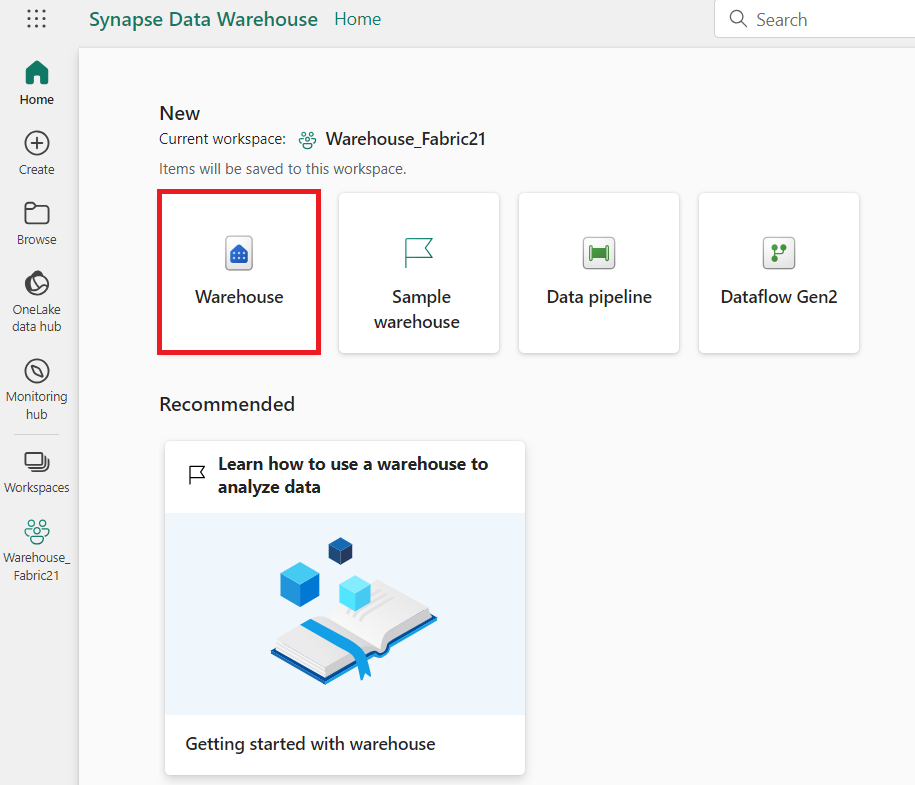 Synapse Data Warehouse Home
Search
Home
Create
Browse
OneLake
data hub
Monitoring
hub
Workspaces
Warehouse_
Fabric21
New
Current workspace: Warehouse_Fabric21
Items will be saved to this workspace.
Warehouse
Sample
warehouse
Data pipeline
Dataflow Gen2
Recommended
Learn how to use a warehouse to
analyze data
Getting started with warehouse